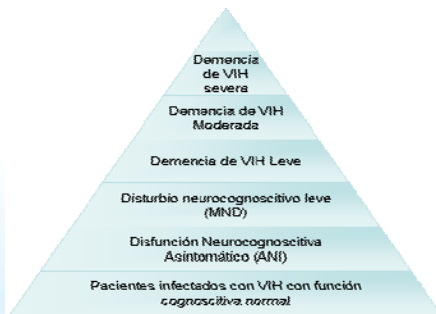 Demencia
de VIH
severa
Demencia de VIH
Moderada
Demencia de VIH Leve
Disturbio neurocognoscitivo leve
(MND)
Disfunción Neurocognoscitiva
Asintomático (ANI)
Pacientes infectados con VIH con función
cognoscitiva normal